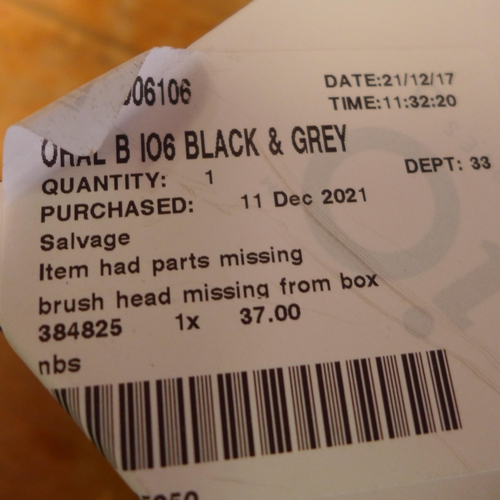 06106 DATE:21/12/17
TIME:11:32:20
ORAL B IO6 BLACK & GREY
DEPT: 33
QUANTITY: 1
PURCHASED: 11 Dec 2021
Salvage
Item had parts missing
brush head missing from box
384825 1x 37.00
nbs